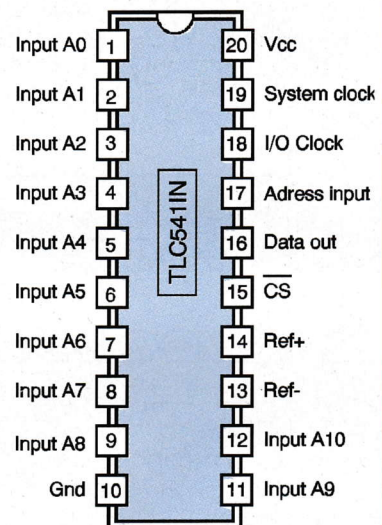 Input A0 1 20 Vcc
Input A1 2 19 System clock
Input A2 3 18 I/O Clock
Input A3 4 17 Adress input
Input A4 5 16 Data out
Input A5 6 15 CS
Input A6 7 14 Ref+
Input A7 8 13 Ref-
Input A8 9 12 Input A10
Gnd 10 11 Input A9
TLC541IN